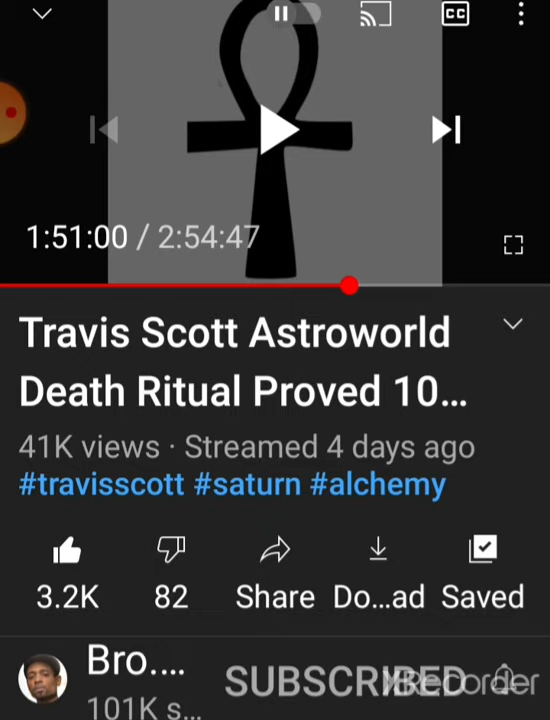 CC
1:51:00 / 2:54:47
Travis Scott Astroworld
Death Ritual Proved 10...
41K views · Streamed 4 days ago
#travisscott #saturn #alchemy
3.2K 82 Share Do...ad Saved
Bro....
SUBSCRIBED
101K s...